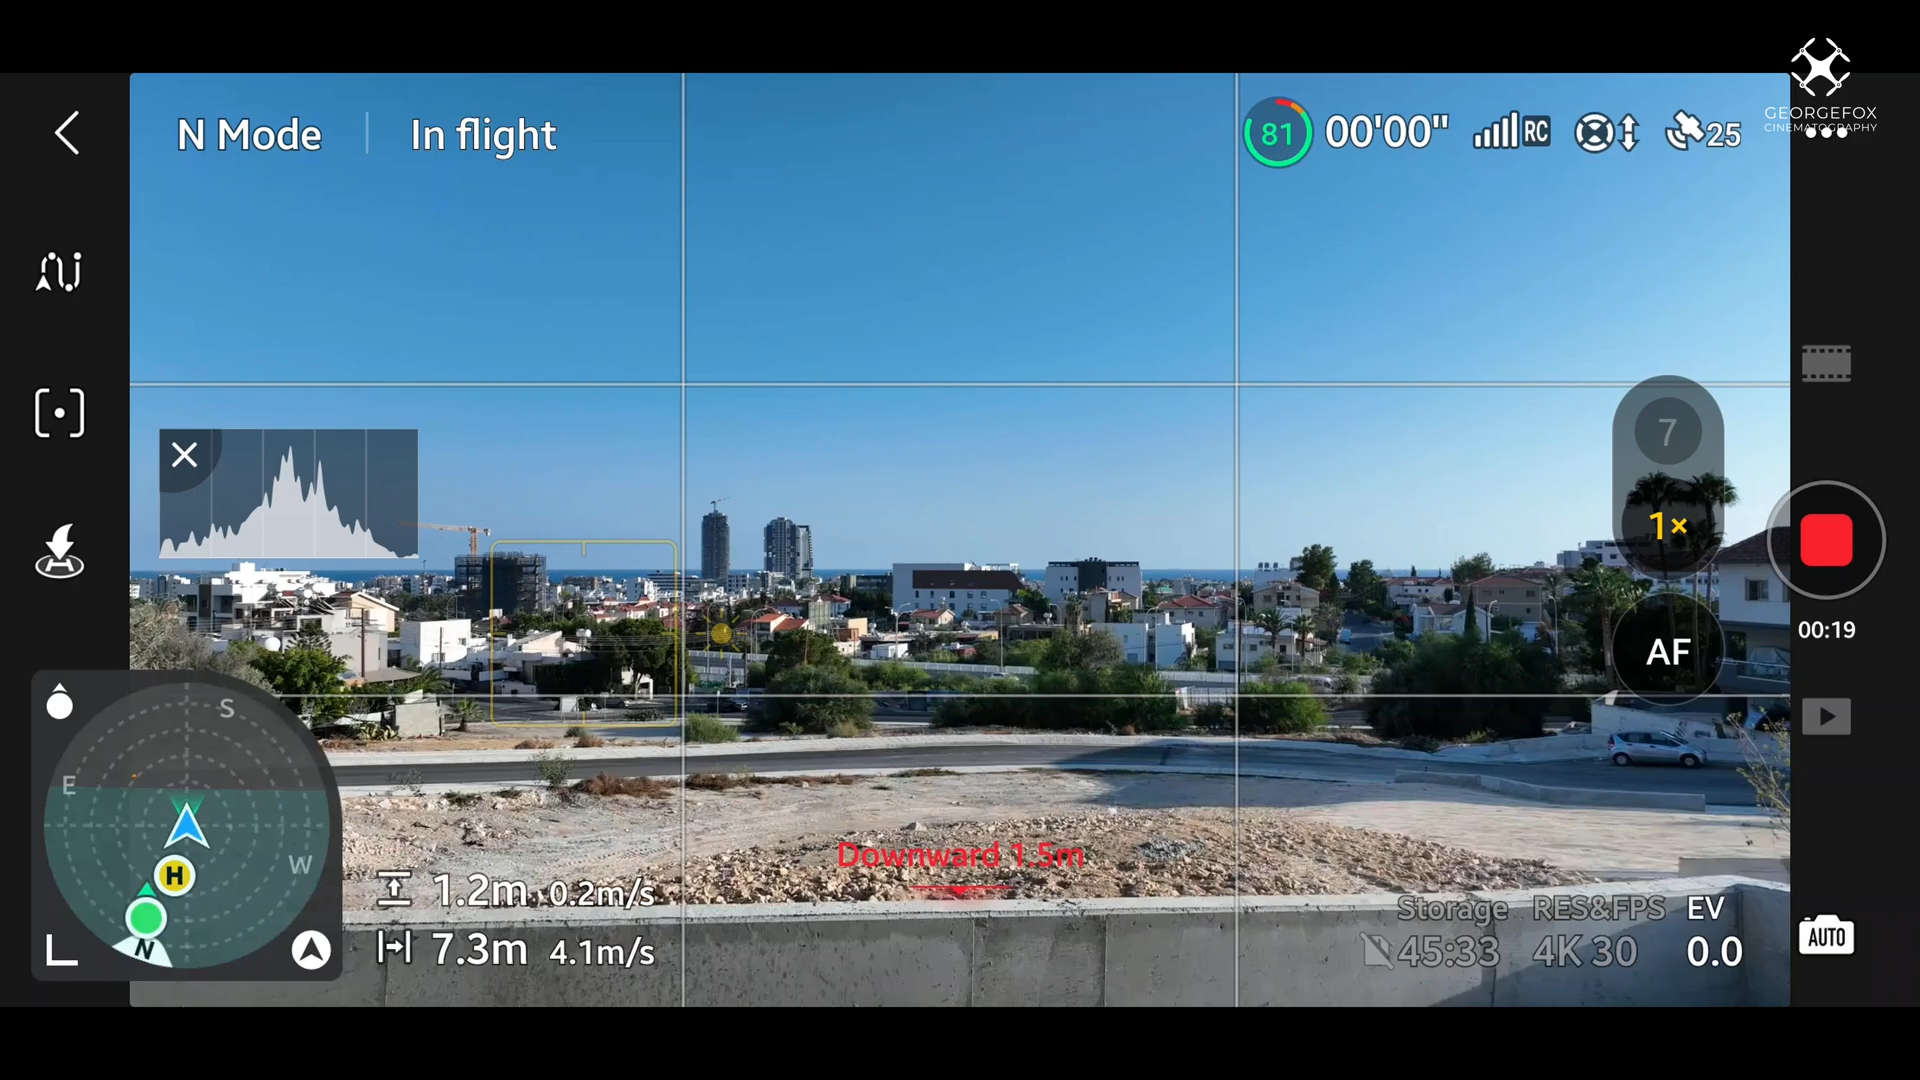 GEORGEFOX
CINEMATOGRAPHY
N Mode
In flight
81
00'00"
RC
25
7
1×
00:19
AF
S
E
W
H
N
Downward 1.5m
1.2m 0.2m/s
7.3m 4.1m/s
Storage RES&FPS EV
45:33 4K 30 0.0
AUTO